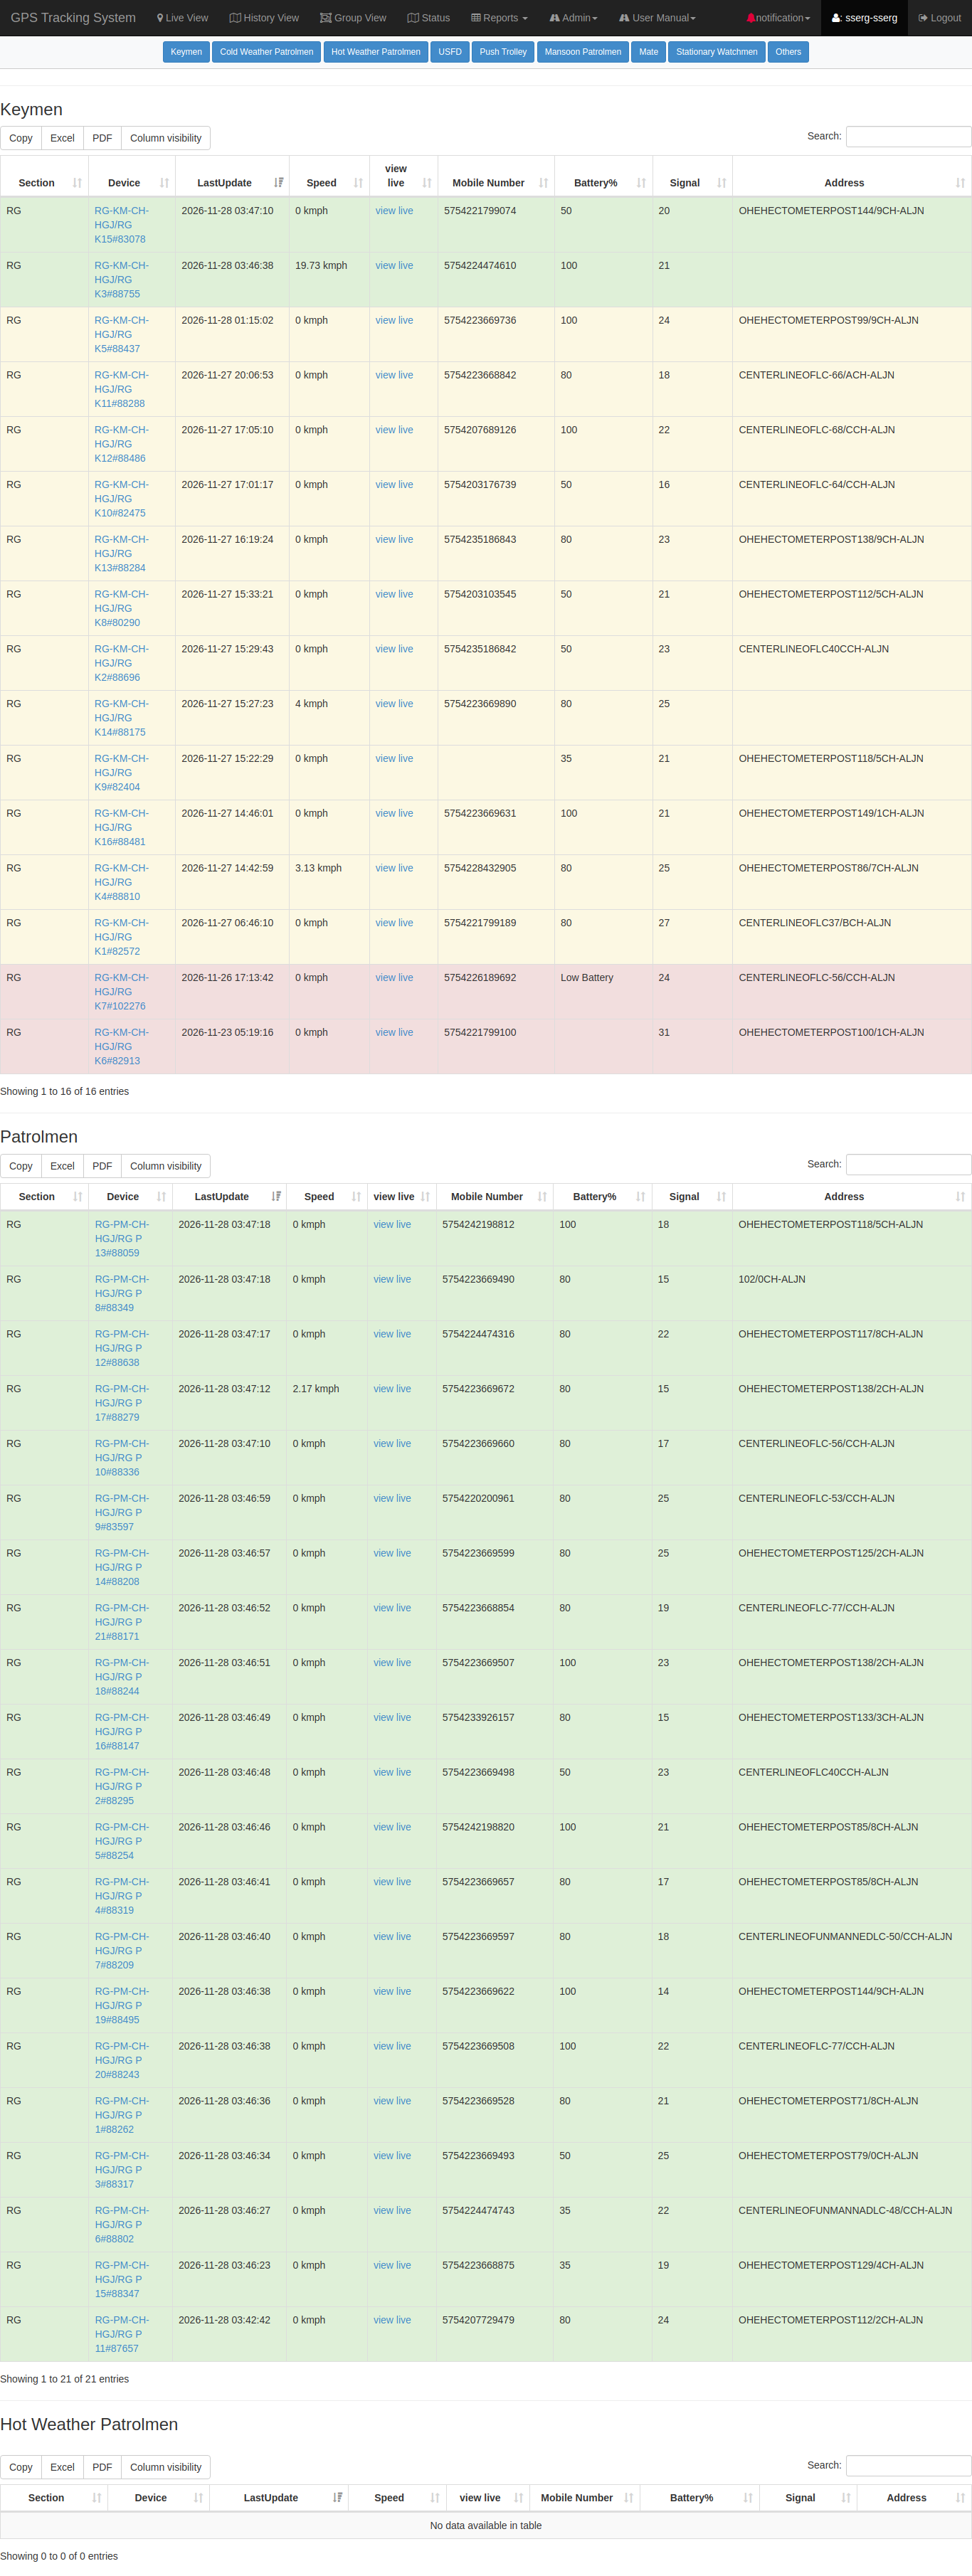 GPS Tracking System Live View History View Group View Status Reports Admin User Manual notification : sserg-sserg Logout
Keymen Cold Weather Patrolmen Hot Weather Patrolmen USFD Push Trolley Mansoon Patrolmen Mate Stationary Watchmen Others
Keymen
Copy Excel PDF Column visibility Search:
view
Section Device LastUpdate Speed live Mobile Number Battery% Signal Address
RG RG-KM-CH- 2026-11-28 03:47:10 0 kmph view live 5754221799074 50 20 OHEHECTOMETERPOST144/9CH-ALJN
HGJ/RG
K15#83078
RG RG-KM-CH- 2026-11-28 03:46:38 19.73 kmph view live 5754224474610 100 21
HGJ/RG
K3#88755
RG RG-KM-CH- 2026-11-28 01:15:02 0 kmph view live 5754223669736 100 24 OHEHECTOMETERPOST99/9CH-ALJN
HGJ/RG
K5#88437
RG RG-KM-CH- 2026-11-27 20:06:53 0 kmph view live 5754223668842 80 18 CENTERLINEOFLC-66/ACH-ALJN
HGJ/RG
K11#88288
RG RG-KM-CH- 2026-11-27 17:05:10 0 kmph view live 5754207689126 100 22 CENTERLINEOFLC-68/CCH-ALJN
HGJ/RG
K12#88486
RG RG-KM-CH- 2026-11-27 17:01:17 0 kmph view live 5754203176739 50 16 CENTERLINEOFLC-64/CCH-ALJN
HGJ/RG
K10#82475
RG RG-KM-CH- 2026-11-27 16:19:24 0 kmph view live 5754235186843 80 23 OHEHECTOMETERPOST138/9CH-ALJN
HGJ/RG
K13#88284
RG RG-KM-CH- 2026-11-27 15:33:21 0 kmph view live 5754203103545 50 21 OHEHECTOMETERPOST112/5CH-ALJN
HGJ/RG
K8#80290
RG RG-KM-CH- 2026-11-27 15:29:43 0 kmph view live 5754235186842 50 23 CENTERLINEOFLC40CCH-ALJN
HGJ/RG
K2#88696
RG RG-KM-CH- 2026-11-27 15:27:23 4 kmph view live 5754223669890 80 25
HGJ/RG
K14#88175
RG RG-KM-CH- 2026-11-27 15:22:29 0 kmph view live 35 21 OHEHECTOMETERPOST118/5CH-ALJN
HGJ/RG
K9#82404
RG RG-KM-CH- 2026-11-27 14:46:01 0 kmph view live 5754223669631 100 21 OHEHECTOMETERPOST149/1CH-ALJN
HGJ/RG
K16#88481
RG RG-KM-CH- 2026-11-27 14:42:59 3.13 kmph view live 5754228432905 80 25 OHEHECTOMETERPOST86/7CH-ALJN
HGJ/RG
K4#88810
RG RG-KM-CH- 2026-11-27 06:46:10 0 kmph view live 5754221799189 80 27 CENTERLINEOFLC37/BCH-ALJN
HGJ/RG
K1#82572
RG RG-KM-CH- 2026-11-26 17:13:42 0 kmph view live 5754226189692 Low Battery 24 CENTERLINEOFLC-56/CCH-ALJN
HGJ/RG
K7#102276
RG RG-KM-CH- 2026-11-23 05:19:16 0 kmph view live 5754221799100 31 OHEHECTOMETERPOST100/1CH-ALJN
HGJ/RG
K6#82913
Showing 1 to 16 of 16 entries
Patrolmen
Copy Excel PDF Column visibility Search:
Section Device LastUpdate Speed view live Mobile Number Battery% Signal Address
RG RG-PM-CH- 2026-11-28 03:47:18 0 kmph view live 5754242198812 100 18 OHEHECTOMETERPOST118/5CH-ALJN
HGJ/RG P
13#88059
RG RG-PM-CH- 2026-11-28 03:47:18 0 kmph view live 5754223669490 80 15 102/0CH-ALJN
HGJ/RG P
8#88349
RG RG-PM-CH- 2026-11-28 03:47:17 0 kmph view live 5754224474316 80 22 OHEHECTOMETERPOST117/8CH-ALJN
HGJ/RG P
12#88638
RG RG-PM-CH- 2026-11-28 03:47:12 2.17 kmph view live 5754223669672 80 15 OHEHECTOMETERPOST138/2CH-ALJN
HGJ/RG P
17#88279
RG RG-PM-CH- 2026-11-28 03:47:10 0 kmph view live 5754223669660 80 17 CENTERLINEOFLC-56/CCH-ALJN
HGJ/RG P
10#88336
RG RG-PM-CH- 2026-11-28 03:46:59 0 kmph view live 5754220200961 80 25 CENTERLINEOFLC-53/CCH-ALJN
HGJ/RG P
9#83597
RG RG-PM-CH- 2026-11-28 03:46:57 0 kmph view live 5754223669599 80 25 OHEHECTOMETERPOST125/2CH-ALJN
HGJ/RG P
14#88208
RG RG-PM-CH- 2026-11-28 03:46:52 0 kmph view live 5754223668854 80 19 CENTERLINEOFLC-77/CCH-ALJN
HGJ/RG P
21#88171
RG RG-PM-CH- 2026-11-28 03:46:51 0 kmph view live 5754223669507 100 23 OHEHECTOMETERPOST138/2CH-ALJN
HGJ/RG P
18#88244
RG RG-PM-CH- 2026-11-28 03:46:49 0 kmph view live 5754233926157 80 15 OHEHECTOMETERPOST133/3CH-ALJN
HGJ/RG P
16#88147
RG RG-PM-CH- 2026-11-28 03:46:48 0 kmph view live 5754223669498 50 23 CENTERLINEOFLC40CCH-ALJN
HGJ/RG P
2#88295
RG RG-PM-CH- 2026-11-28 03:46:46 0 kmph view live 5754242198820 100 21 OHEHECTOMETERPOST85/8CH-ALJN
HGJ/RG P
5#88254
RG RG-PM-CH- 2026-11-28 03:46:41 0 kmph view live 5754223669657 80 17 OHEHECTOMETERPOST85/8CH-ALJN
HGJ/RG P
4#88319
RG RG-PM-CH- 2026-11-28 03:46:40 0 kmph view live 5754223669597 80 18 CENTERLINEOFUNMANNEDLC-50/CCH-ALJN
HGJ/RG P
7#88209
RG RG-PM-CH- 2026-11-28 03:46:38 0 kmph view live 5754223669622 100 14 OHEHECTOMETERPOST144/9CH-ALJN
HGJ/RG P
19#88495
RG RG-PM-CH- 2026-11-28 03:46:38 0 kmph view live 5754223669508 100 22 CENTERLINEOFLC-77/CCH-ALJN
HGJ/RG P
20#88243
RG RG-PM-CH- 2026-11-28 03:46:36 0 kmph view live 5754223669528 80 21 OHEHECTOMETERPOST71/8CH-ALJN
HGJ/RG P
1#88262
RG RG-PM-CH- 2026-11-28 03:46:34 0 kmph view live 5754223669493 50 25 OHEHECTOMETERPOST79/0CH-ALJN
HGJ/RG P
3#88317
RG RG-PM-CH- 2026-11-28 03:46:27 0 kmph view live 5754224474743 35 22 CENTERLINEOFUNMANNADLC-48/CCH-ALJN
HGJ/RG P
6#88802
RG RG-PM-CH- 2026-11-28 03:46:23 0 kmph view live 5754223668875 35 19 OHEHECTOMETERPOST129/4CH-ALJN
HGJ/RG P
15#88347
RG RG-PM-CH- 2026-11-28 03:42:42 0 kmph view live 5754207729479 80 24 OHEHECTOMETERPOST112/2CH-ALJN
HGJ/RG P
11#87657
Showing 1 to 21 of 21 entries
Hot Weather Patrolmen
Copy Excel PDF Column visibility Search:
Section Device LastUpdate Speed view live Mobile Number Battery% Signal Address
No data available in table
Showing 0 to 0 of 0 entries